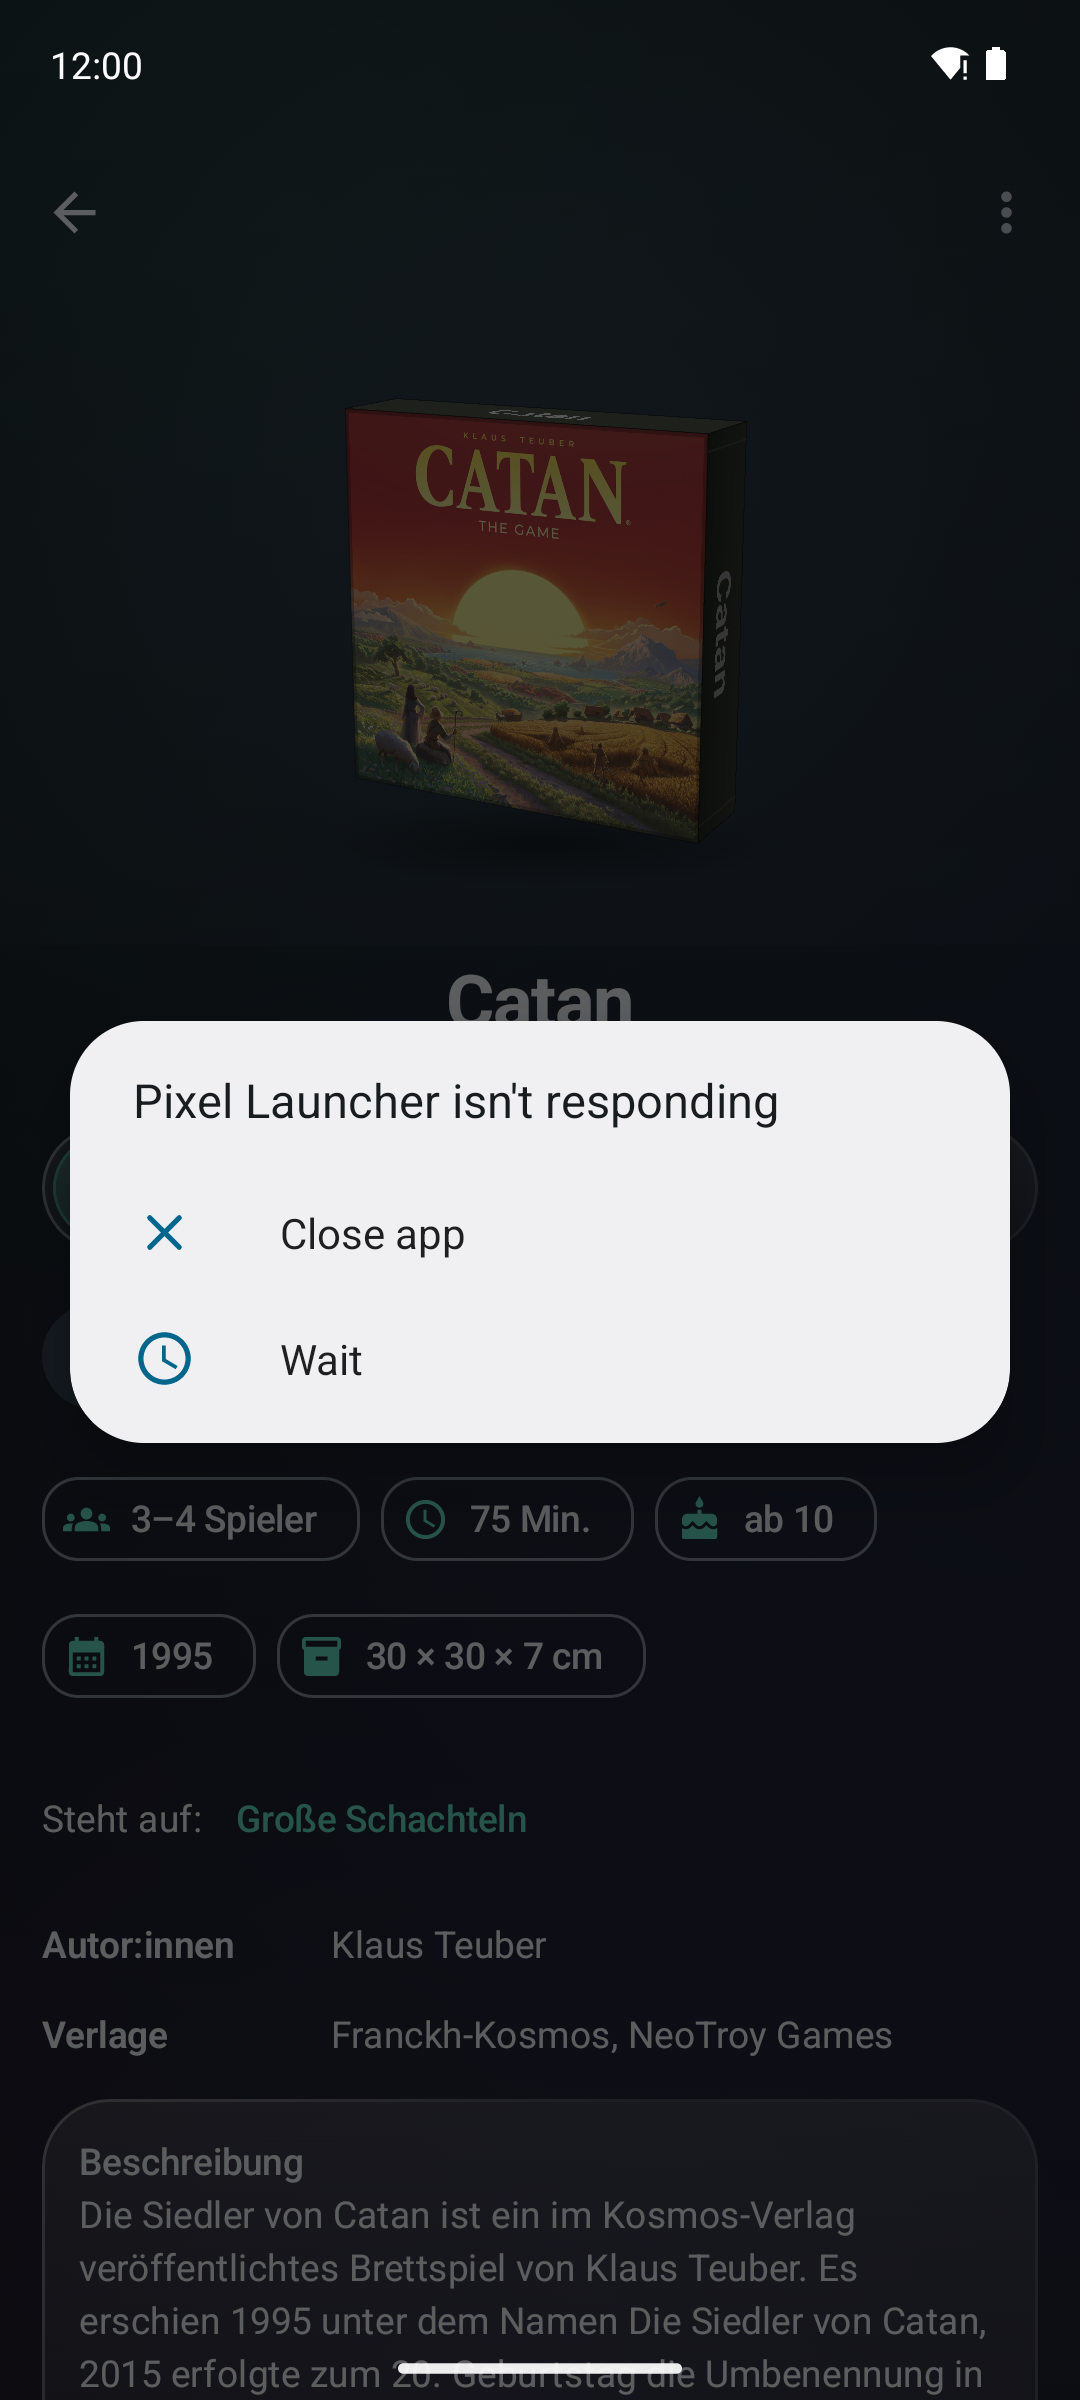 12:00
Catan
KLAUS TEUBER
CATAN
THE GAME
Catan
Catan
Pixel Launcher isn't responding
Close app
Wait
3–4 Spieler
75 Min.
ab 10
1995
30 × 30 × 7 cm
Steht auf: Große Schachteln
Autor:innen Klaus Teuber
Verlage Franckh-Kosmos, NeoTroy Games
Beschreibung
Die Siedler von Catan ist ein im Kosmos-Verlag
veröffentlichtes Brettspiel von Klaus Teuber. Es
erschien 1995 unter dem Namen Die Siedler von Catan,
2015 erfolgte zum 20. Geburtstag die Umbenennung in